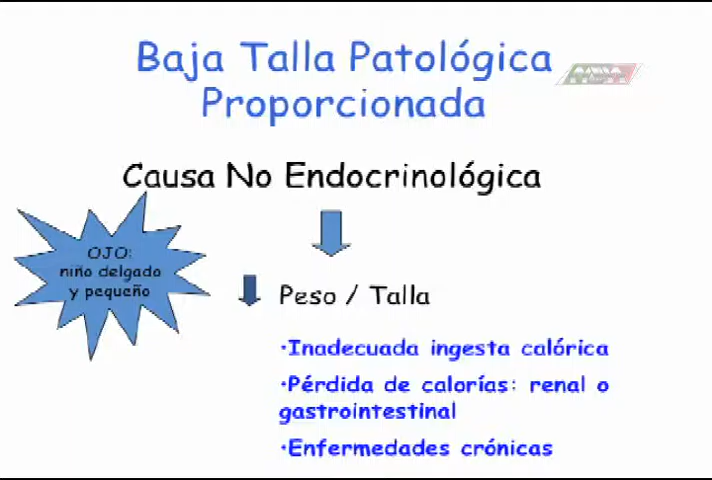 Baja Talla Patológica
Proporcionada
Causa No Endocrinológica
OJO:
niño delgado
y pequeño
Peso / Talla
•Inadecuada ingesta calórica
•Pérdida de calorías: renal o
gastrointestinal
•Enfermedades crónicas